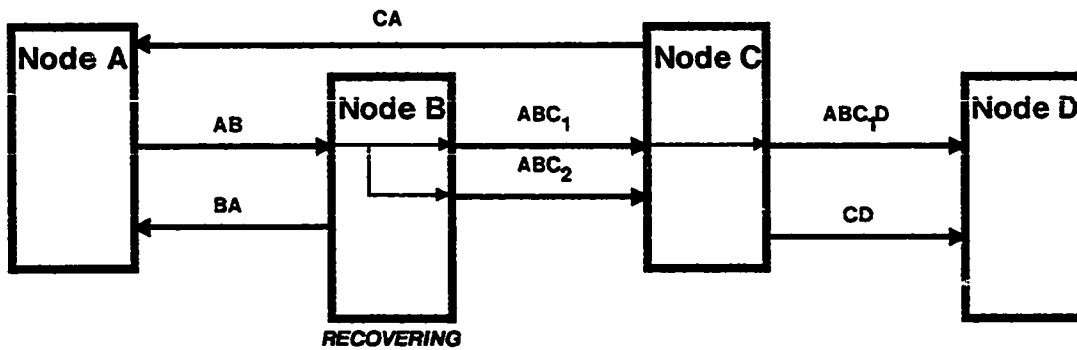 CA
Node A
Node C
Node B
Node D
AB
ABC₁
ABC₁D
ABC₂
BA
CD
RECOVERING